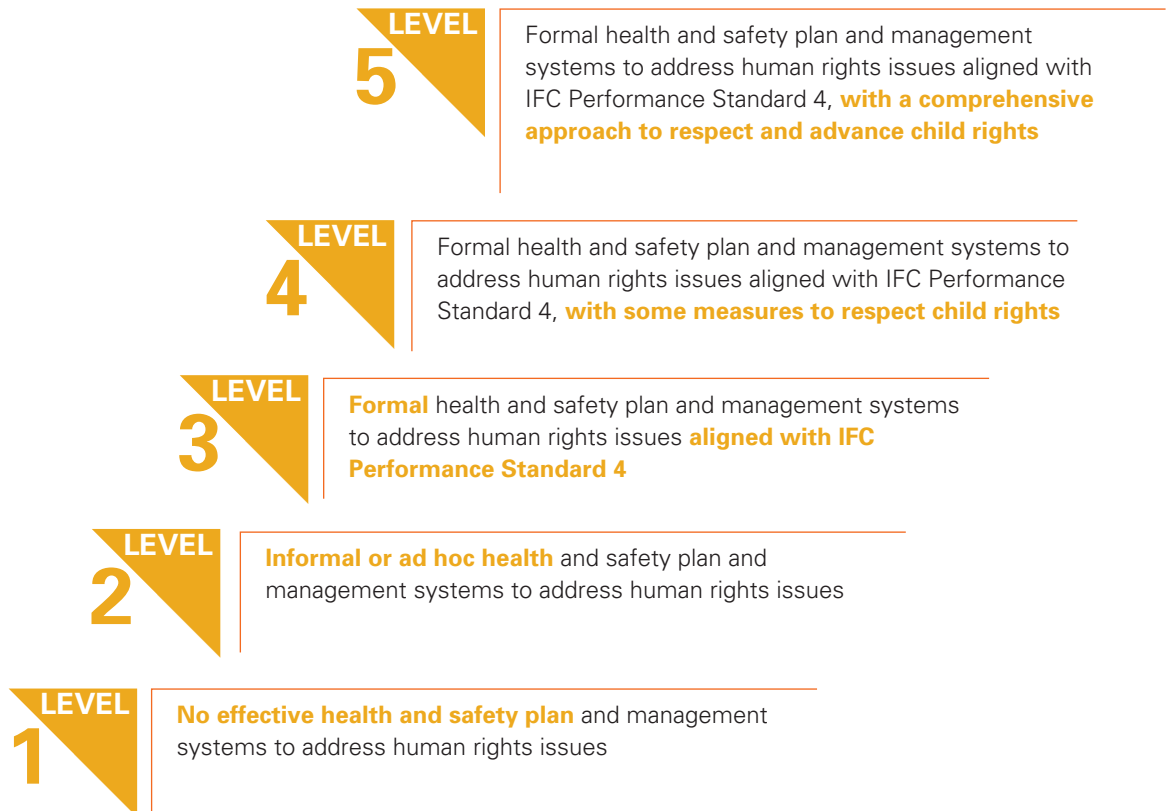 LEVEL
5
Formal health and safety plan and management
systems to address human rights issues aligned with
IFC Performance Standard 4, with a comprehensive
approach to respect and advance child rights
LEVEL
4
Formal health and safety plan and management systems to
address human rights issues aligned with IFC Performance
Standard 4, with some measures to respect child rights
LEVEL
3
Formal health and safety plan and management systems
to address human rights issues aligned with IFC
Performance Standard 4
LEVEL
2
Informal or ad hoc health and safety plan and
management systems to address human rights issues
LEVEL
1
No effective health and safety plan and management
systems to address human rights issues